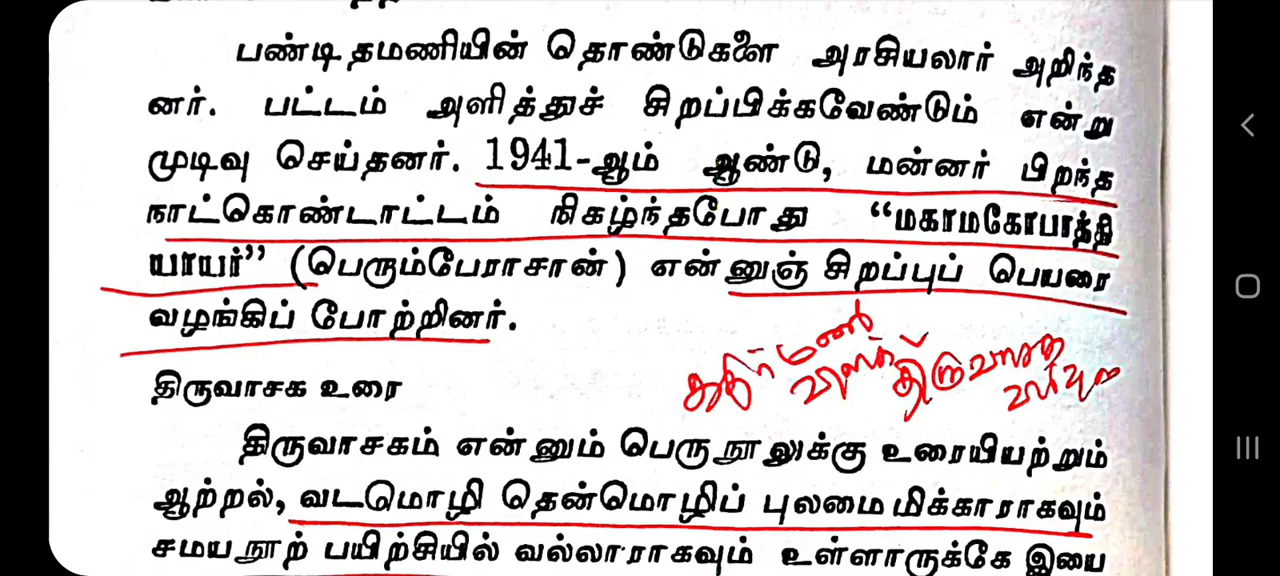 பண்டிதமணியின் தொண்டுகளை அரசியலார் அறிந்த
னர். பட்டம் அளித்துச் சிறப்பிக்கவேண்டும் என்று
முடிவு செய்தனர். 1941-ஆம் ஆண்டு, மன்னர் பிறந்த
நாட்கொண்டாட்டம் நிகழ்ந்தபோது “மகாமகோபாத்தி
யாயர்” (பெரும்பேராசான்) என்னுஞ் சிறப்புப் பெயரை
வழங்கிப் போற்றினர்.
திருவாசக உரை
திருவாசகம் என்னும் பெருநூலுக்கு உரையியற்றும்
ஆற்றல், வடமொழி தென்மொழிப் புலமைமிக்காராகவும்
சமயநூற் பயிற்சியில் வல்லாராகவும் உள்ளாருக்கே இயை